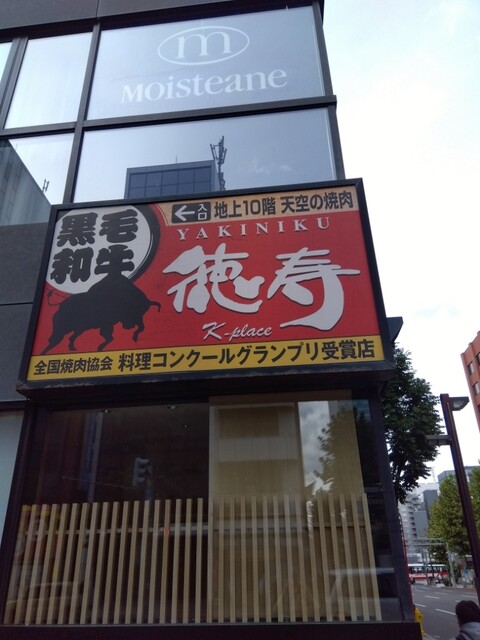 m
MOISTEANE
←入口 地上10階 天空の焼肉
YAKINIKU
黒毛
和牛
徳寿
K-place
全国焼肉協会 料理コンクールグランプリ受賞店